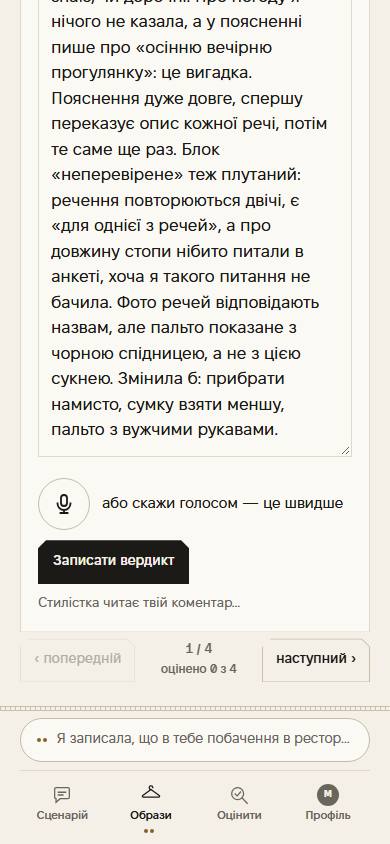 нічого не казала, а у поясненні
пише про «осінню вечірню
прогулянку»: це вигадка.
Пояснення дуже довге, спершу
переказує опис кожної речі, потім
те саме ще раз. Блок
«неперевірене» теж плутаний:
речення повторюються двічі, є
«для однієї з речей», а про
довжину стопи нібито питали в
анкеті, хоча я такого питання не
бачила. Фото речей відповідають
назвам, але пальто показане з
чорною спідницею, а не з цією
сукнею. Змінила б: прибрати
намисто, сумку взяти меншу,
пальто з вужчими рукавами.
або скажи голосом — це швидше
Записати вердикт
Стилістка читає твій коментар…
‹ попередній
1 / 4
оцінено 0 з 4
наступний ›
Я записала, що в тебе побачення в рестор…
Сценарій
Образи
Оцінити
М
Профіль